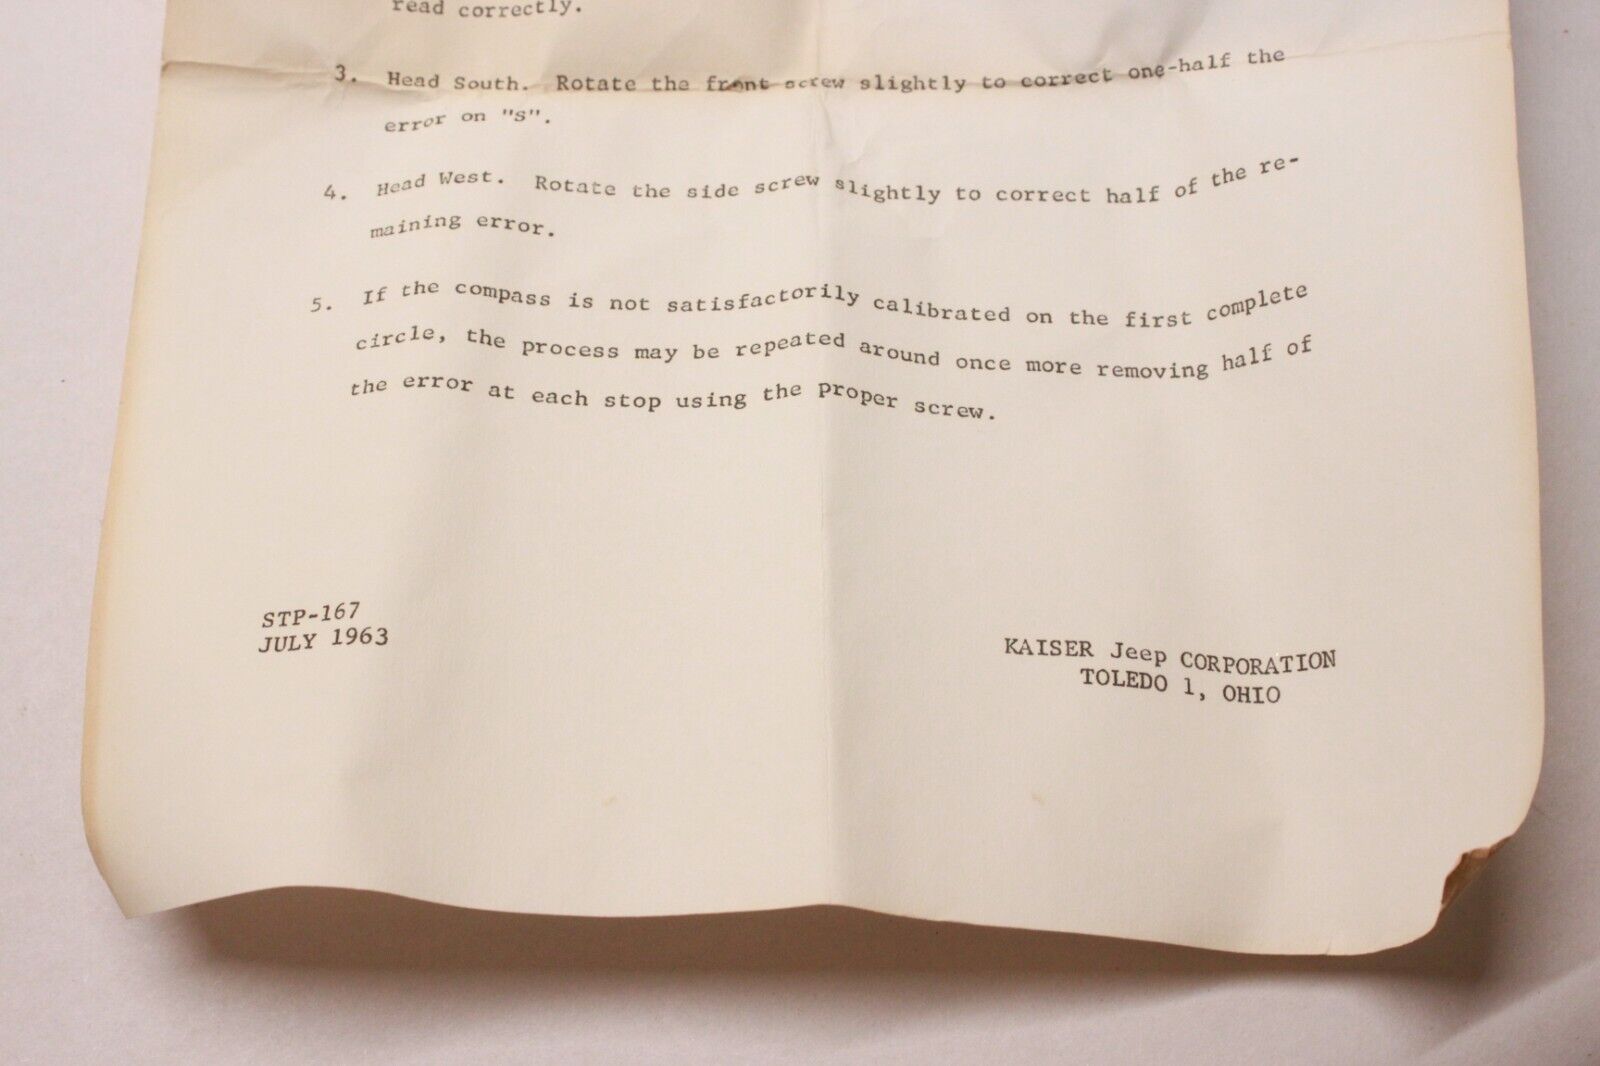 read correctly.
3. Head South. Rotate the front screw slightly to correct one-half the
error on "S".
4. Head West. Rotate the side screw slightly to correct half of the re-
maining error.
5. If the compass is not satisfactorily calibrated on the first complete
circle, the process may be repeated around once more removing half of
the error at each stop using the proper screw.
STP-167
JULY 1963
KAISER Jeep CORPORATION
TOLEDO 1, OHIO